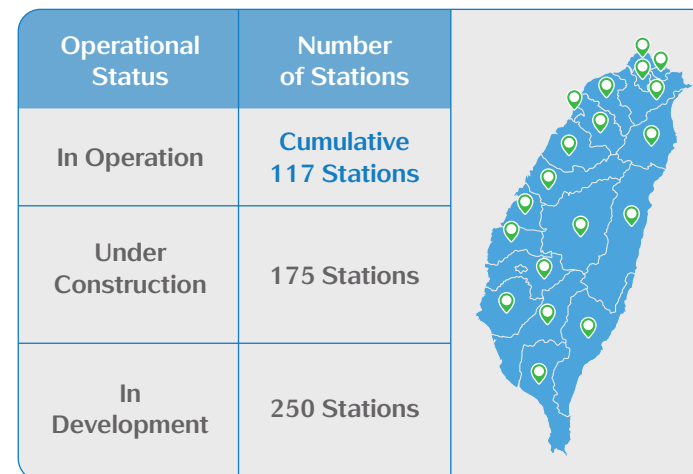 Operational
Status
Number
of Stations
In Operation
Cumulative
117 Stations
Under
Construction
175 Stations
In
Development
250 Stations